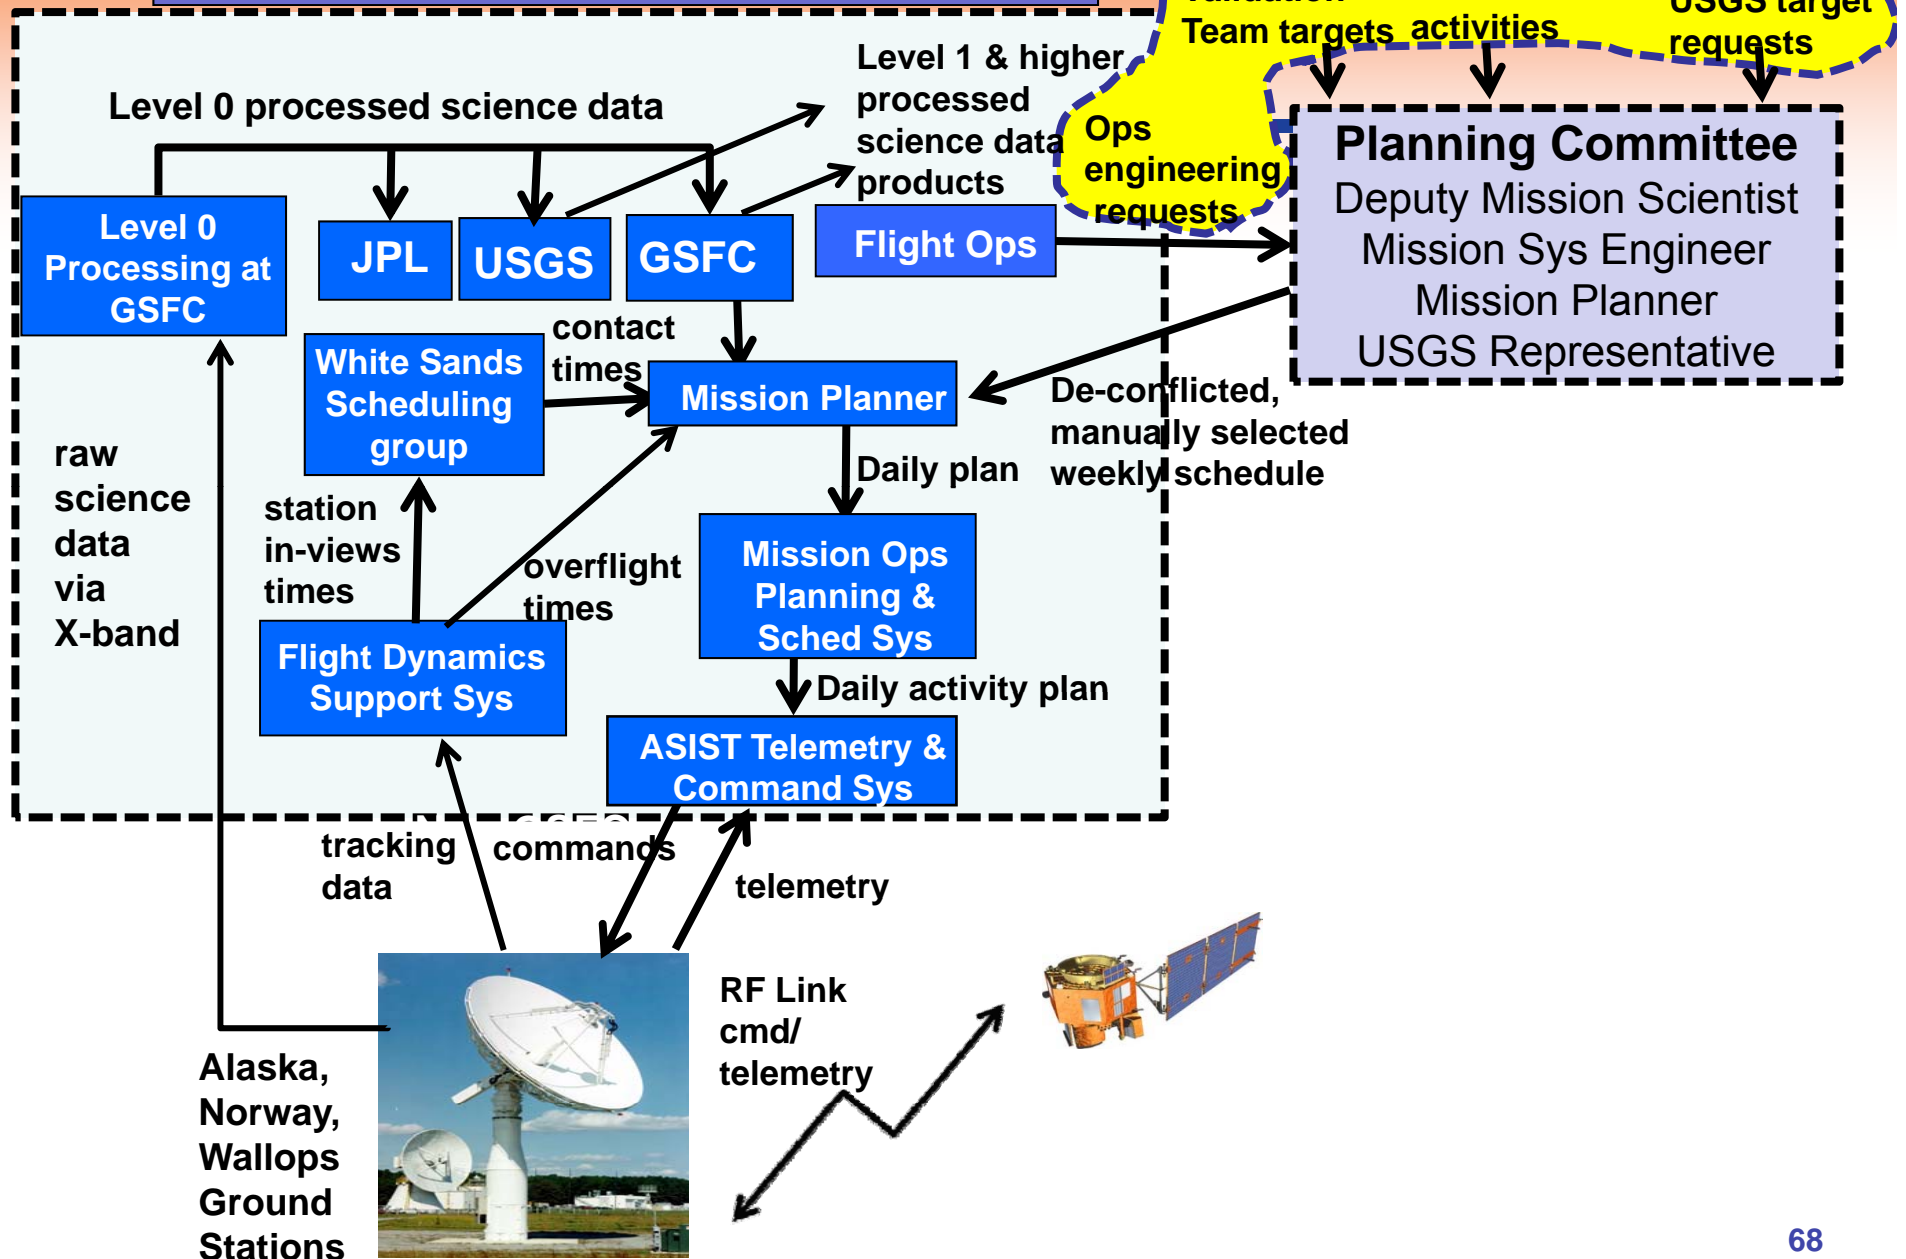 Team targets
activities
USGS target
requests
Level 1 & higher
processed
science data
products
Level 0 processed science data
Ops
engineering
requests
Planning Committee
Deputy Mission Scientist
Mission Sys Engineer
Mission Planner
USGS Representative
Level 0
Processing at
GSFC
JPL
USGS
GSFC
Flight Ops
contact
times
White Sands
Scheduling
group
Mission Planner
De-conflicted,
manually selected
weekly schedule
raw
science
data
via
X-band
station
in-views
times
overflight
times
Daily plan
Mission Ops
Planning &
Sched Sys
Flight Dynamics
Support Sys
Daily activity plan
ASIST Telemetry &
Command Sys
tracking
data
commands
telemetry
RF Link
cmd/
telemetry
Alaska,
Norway,
Wallops
Ground
Stations
68